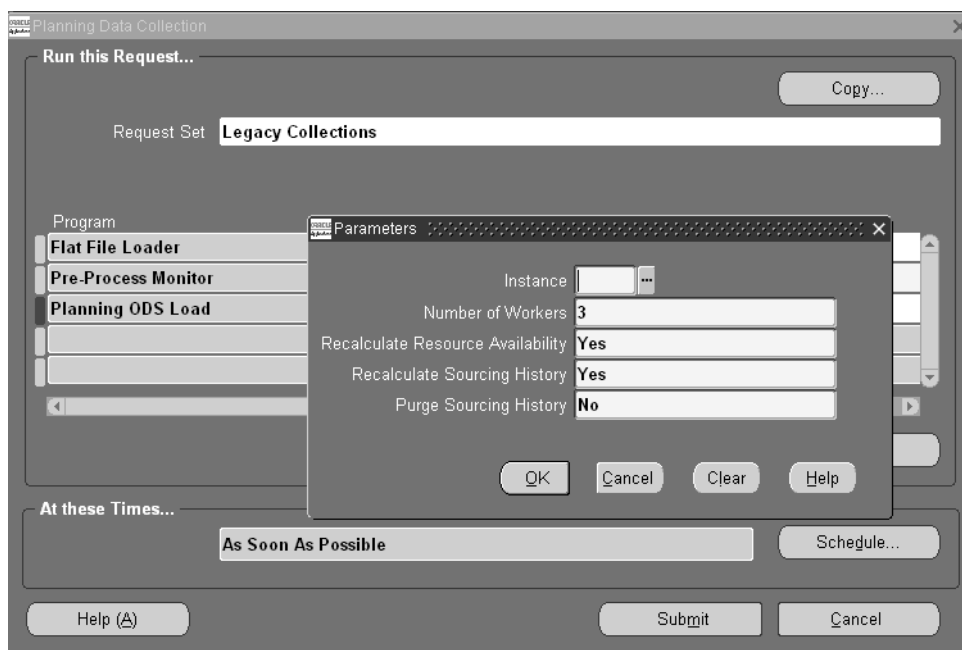 Planning Data Collection
Run this Request...
Copy...
Request Set Legacy Collections
Program
Flat File Loader
Pre-Process Monitor
Planning ODS Load
Parameters
Instance
Number of Workers 3
Recalculate Resource Availability Yes
Recalculate Sourcing History Yes
Purge Sourcing History No
OK Cancel Clear Help
At these Times...
As Soon As Possible Schedule...
Help (A) Submit Cancel